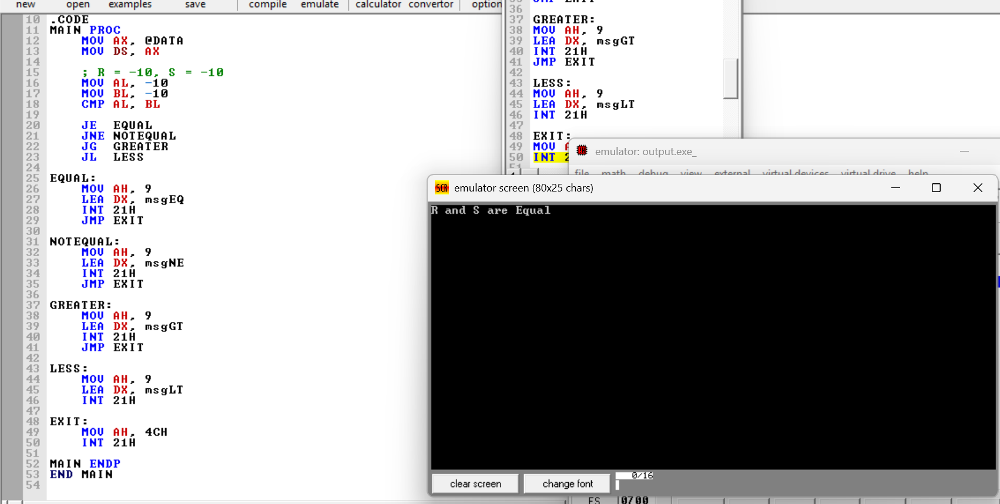 new open examples save compile emulate calculator convertor option
10 .CODE
11 MAIN PROC
12 MOV AX, @DATA
13 MOV DS, AX
14
15 ; R = -10, S = -10
16 MOV AL, -10
17 MOV BL, -10
18 CMP AL, BL
19
20 JE EQUAL
21 JNE NOTEQUAL
22 JG GREATER
23 JL LESS
24
25 EQUAL:
26 MOV AH, 9
27 LEA DX, msgEQ
28 INT 21H
29 JMP EXIT
30
31 NOTEQUAL:
32 MOV AH, 9
33 LEA DX, msgNE
34 INT 21H
35 JMP EXIT
36
37 GREATER:
38 MOV AH, 9
39 LEA DX, msgGT
40 INT 21H
41 JMP EXIT
42
43 LESS:
44 MOV AH, 9
45 LEA DX, msgLT
46 INT 21H
47
48 EXIT:
49 MOV AH, 4CH
50 INT 21H
51
52 MAIN ENDP
53 END MAIN
54
35 JMP EXIT
36
37 GREATER:
38 MOV AH, 9
39 LEA DX, msgGT
40 INT 21H
41 JMP EXIT
42
43 LESS:
44 MOV AH, 9
45 LEA DX, msgLT
46 INT 21H
47
48 EXIT:
49 MOV
50 INT
51
emulator: output.exe_
file math debug view external virtual devices virtual drive help
SCR emulator screen (80x25 chars)
R and S are Equal
clear screen change font 0/16
ES 0700